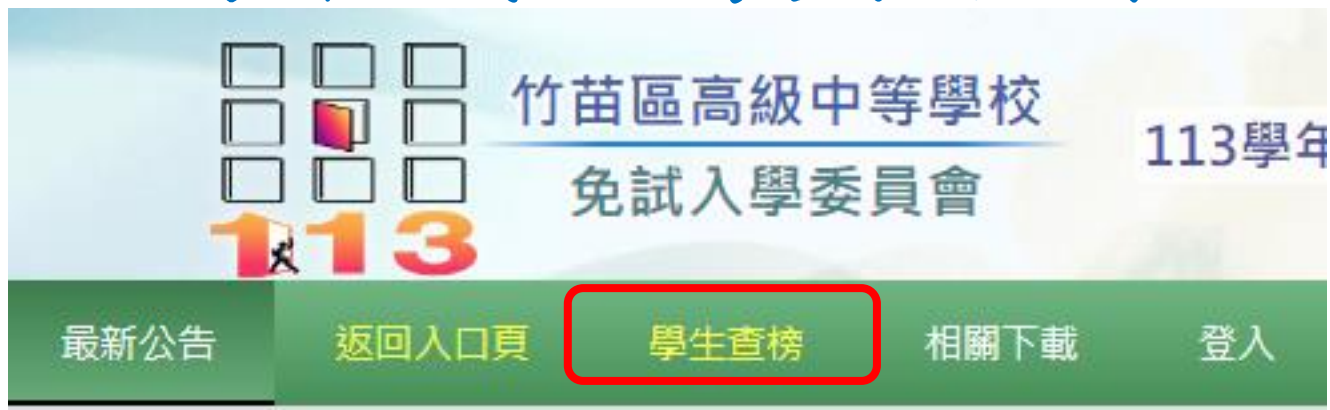 竹苗區高級中等學校
113學年
免試入學委員會
113
最新公告 返回入口頁 學生查榜 相關下載 登入